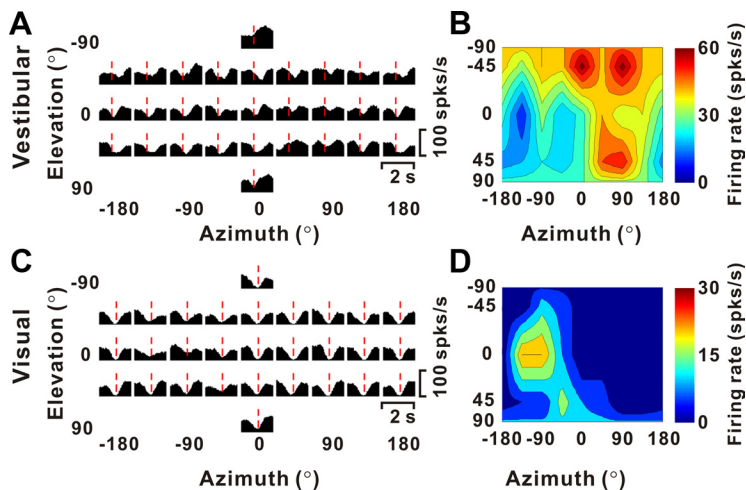 A
Vestibular
Elevation (°)
-90
0
90
100 spks/s
2 s
-180 -90 0 90 180
Azimuth (°)
B
-90
-45
0
45
90
-180 -90 0 90 180
Azimuth (°)
60
45
30
15
0
Firing rate (spks/s)
C
Visual
Elevation (°)
-90
0
90
100 spks/s
2 s
-180 -90 0 90 180
Azimuth (°)
D
-90
-45
0
45
90
-180 -90 0 90 180
Azimuth (°)
30
15
0
Firing rate (spks/s)